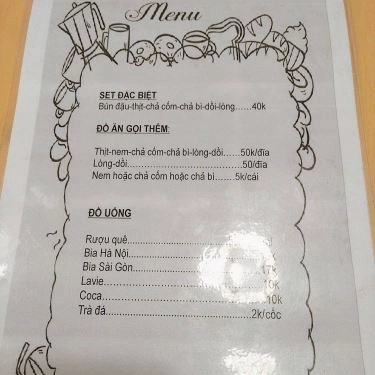 Menu
SET ĐẶC BIỆT
Bún đậu-thịt-chả cốm-chả bì-dồi-lòng……40k
ĐỒ ĂN GỌI THÊM:
Thịt-nem-chả cốm-chả bì-lòng-dồi……50k/đĩa
Lòng-dồi……………………………………50/đĩa
Nem hoặc chả cốm hoặc chả bì…..5k/cái
ĐỒ UỐNG
Rượu quê
Bia Hà Nội
Bia Sài Gòn
Lavie
Coca……………………………………10k
Trà đá……………………………………2k/cốc